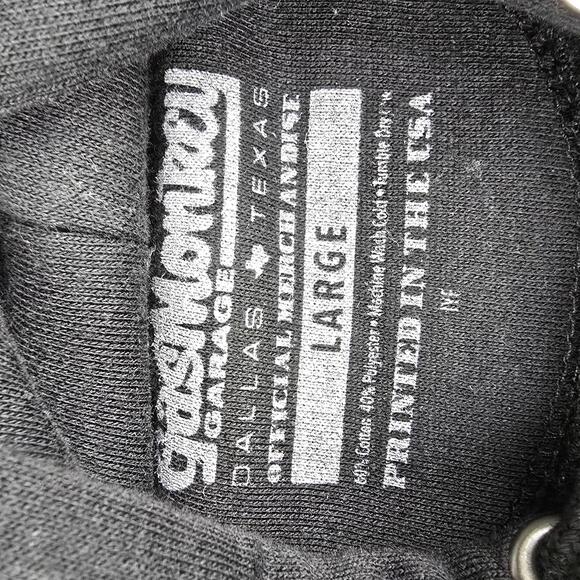 gasMonkey
GARAGE
DALLAS TEXAS
OFFICIAL MERCHANDISE
LARGE
60% Cotton 40% Polyester • Machine Wash Cold • Tumble Dry
PRINTED IN THE USA